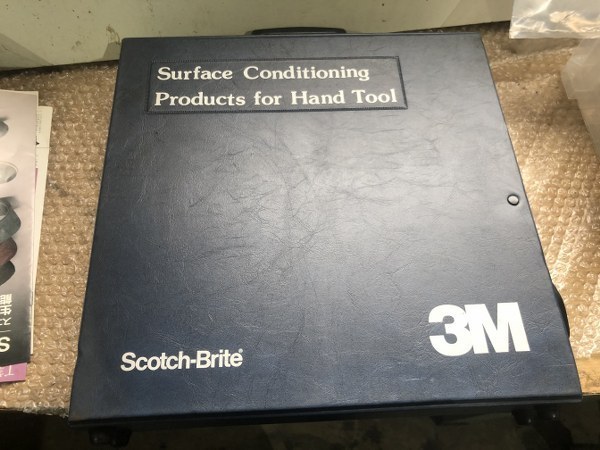 Surface Conditioning
Products for Hand Tool
Scotch-Brite®
3M